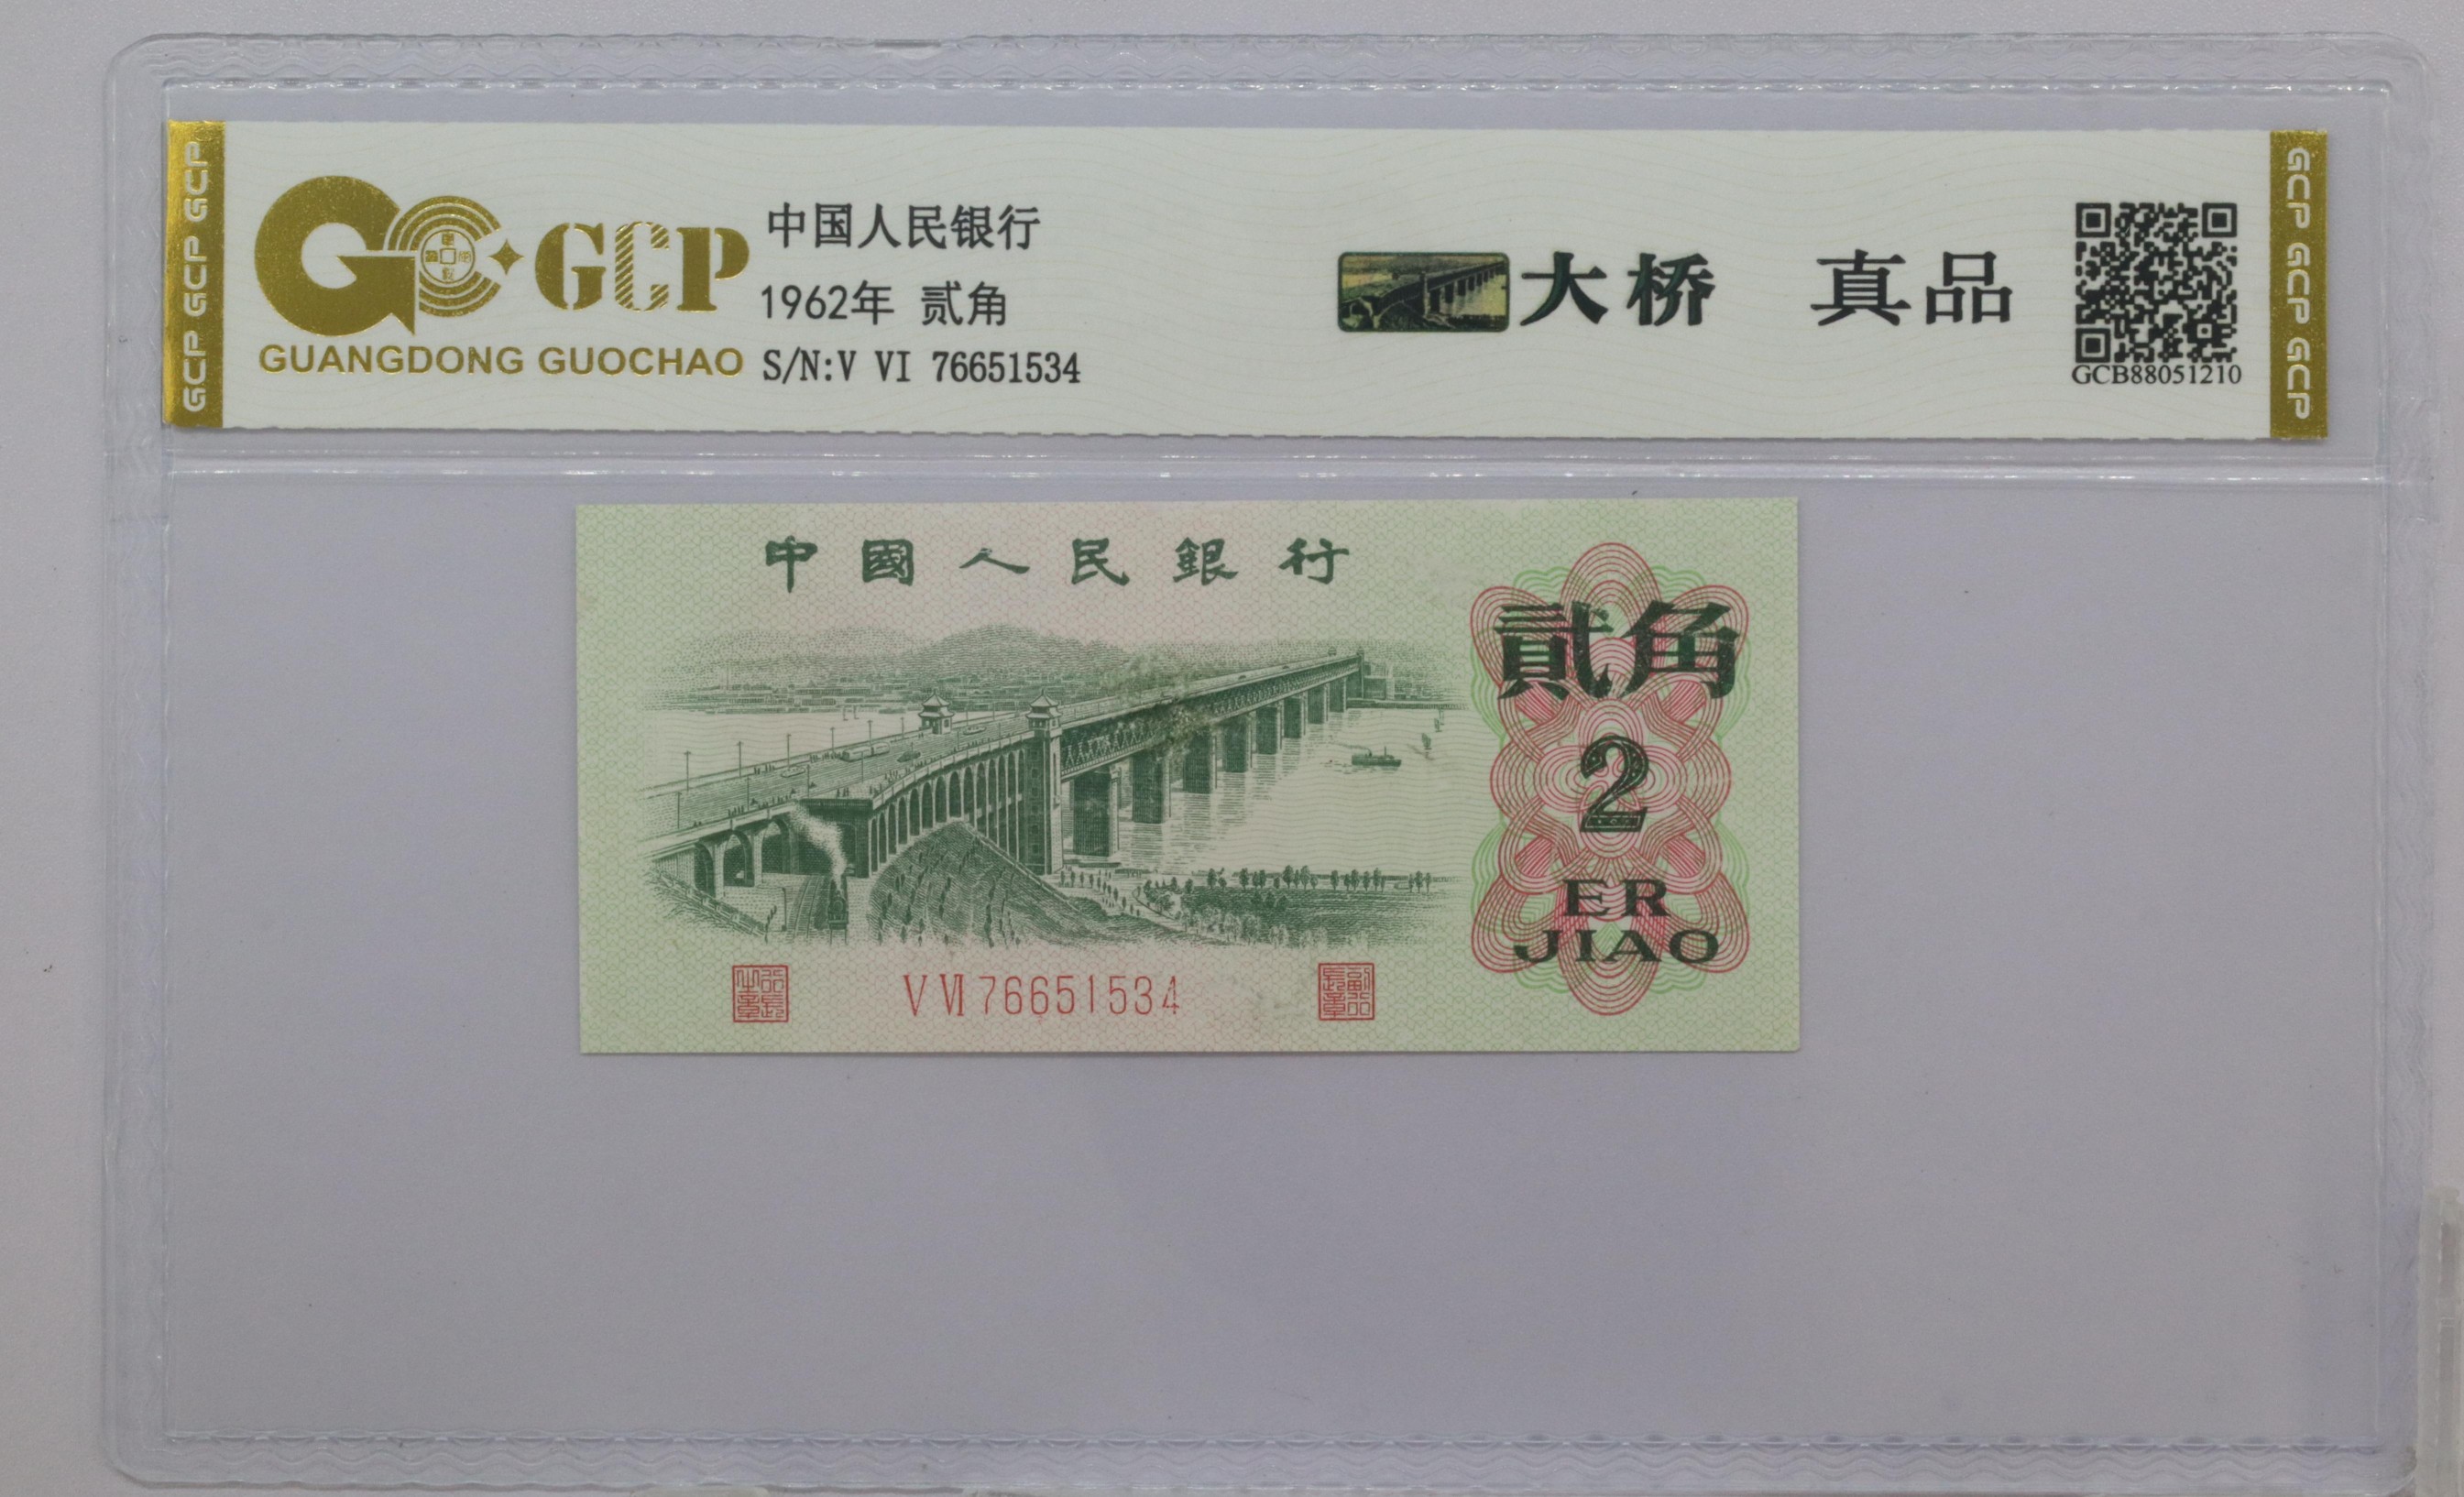 GCP GCP GCP
GCP
GUANGDONG GUOCHAO
中国人民银行
1962年 贰角
S/N:V VI 76651534
大桥 真品
GCB88051210
GCP GCP GCP
中國人民銀行
貳角
2
ER
JIAO
V VI 76651534